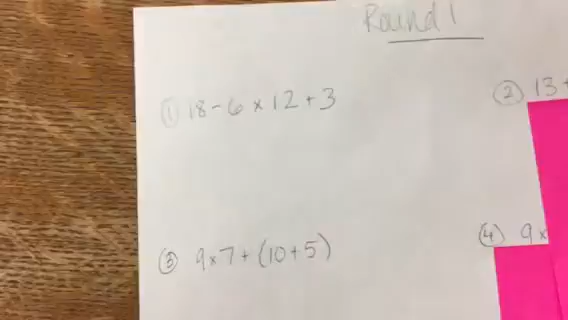 Round 1
① 18 - 6 × 12 + 3
② 13 +
③ 9 × 7 + (10 + 5)
④ 9 ×